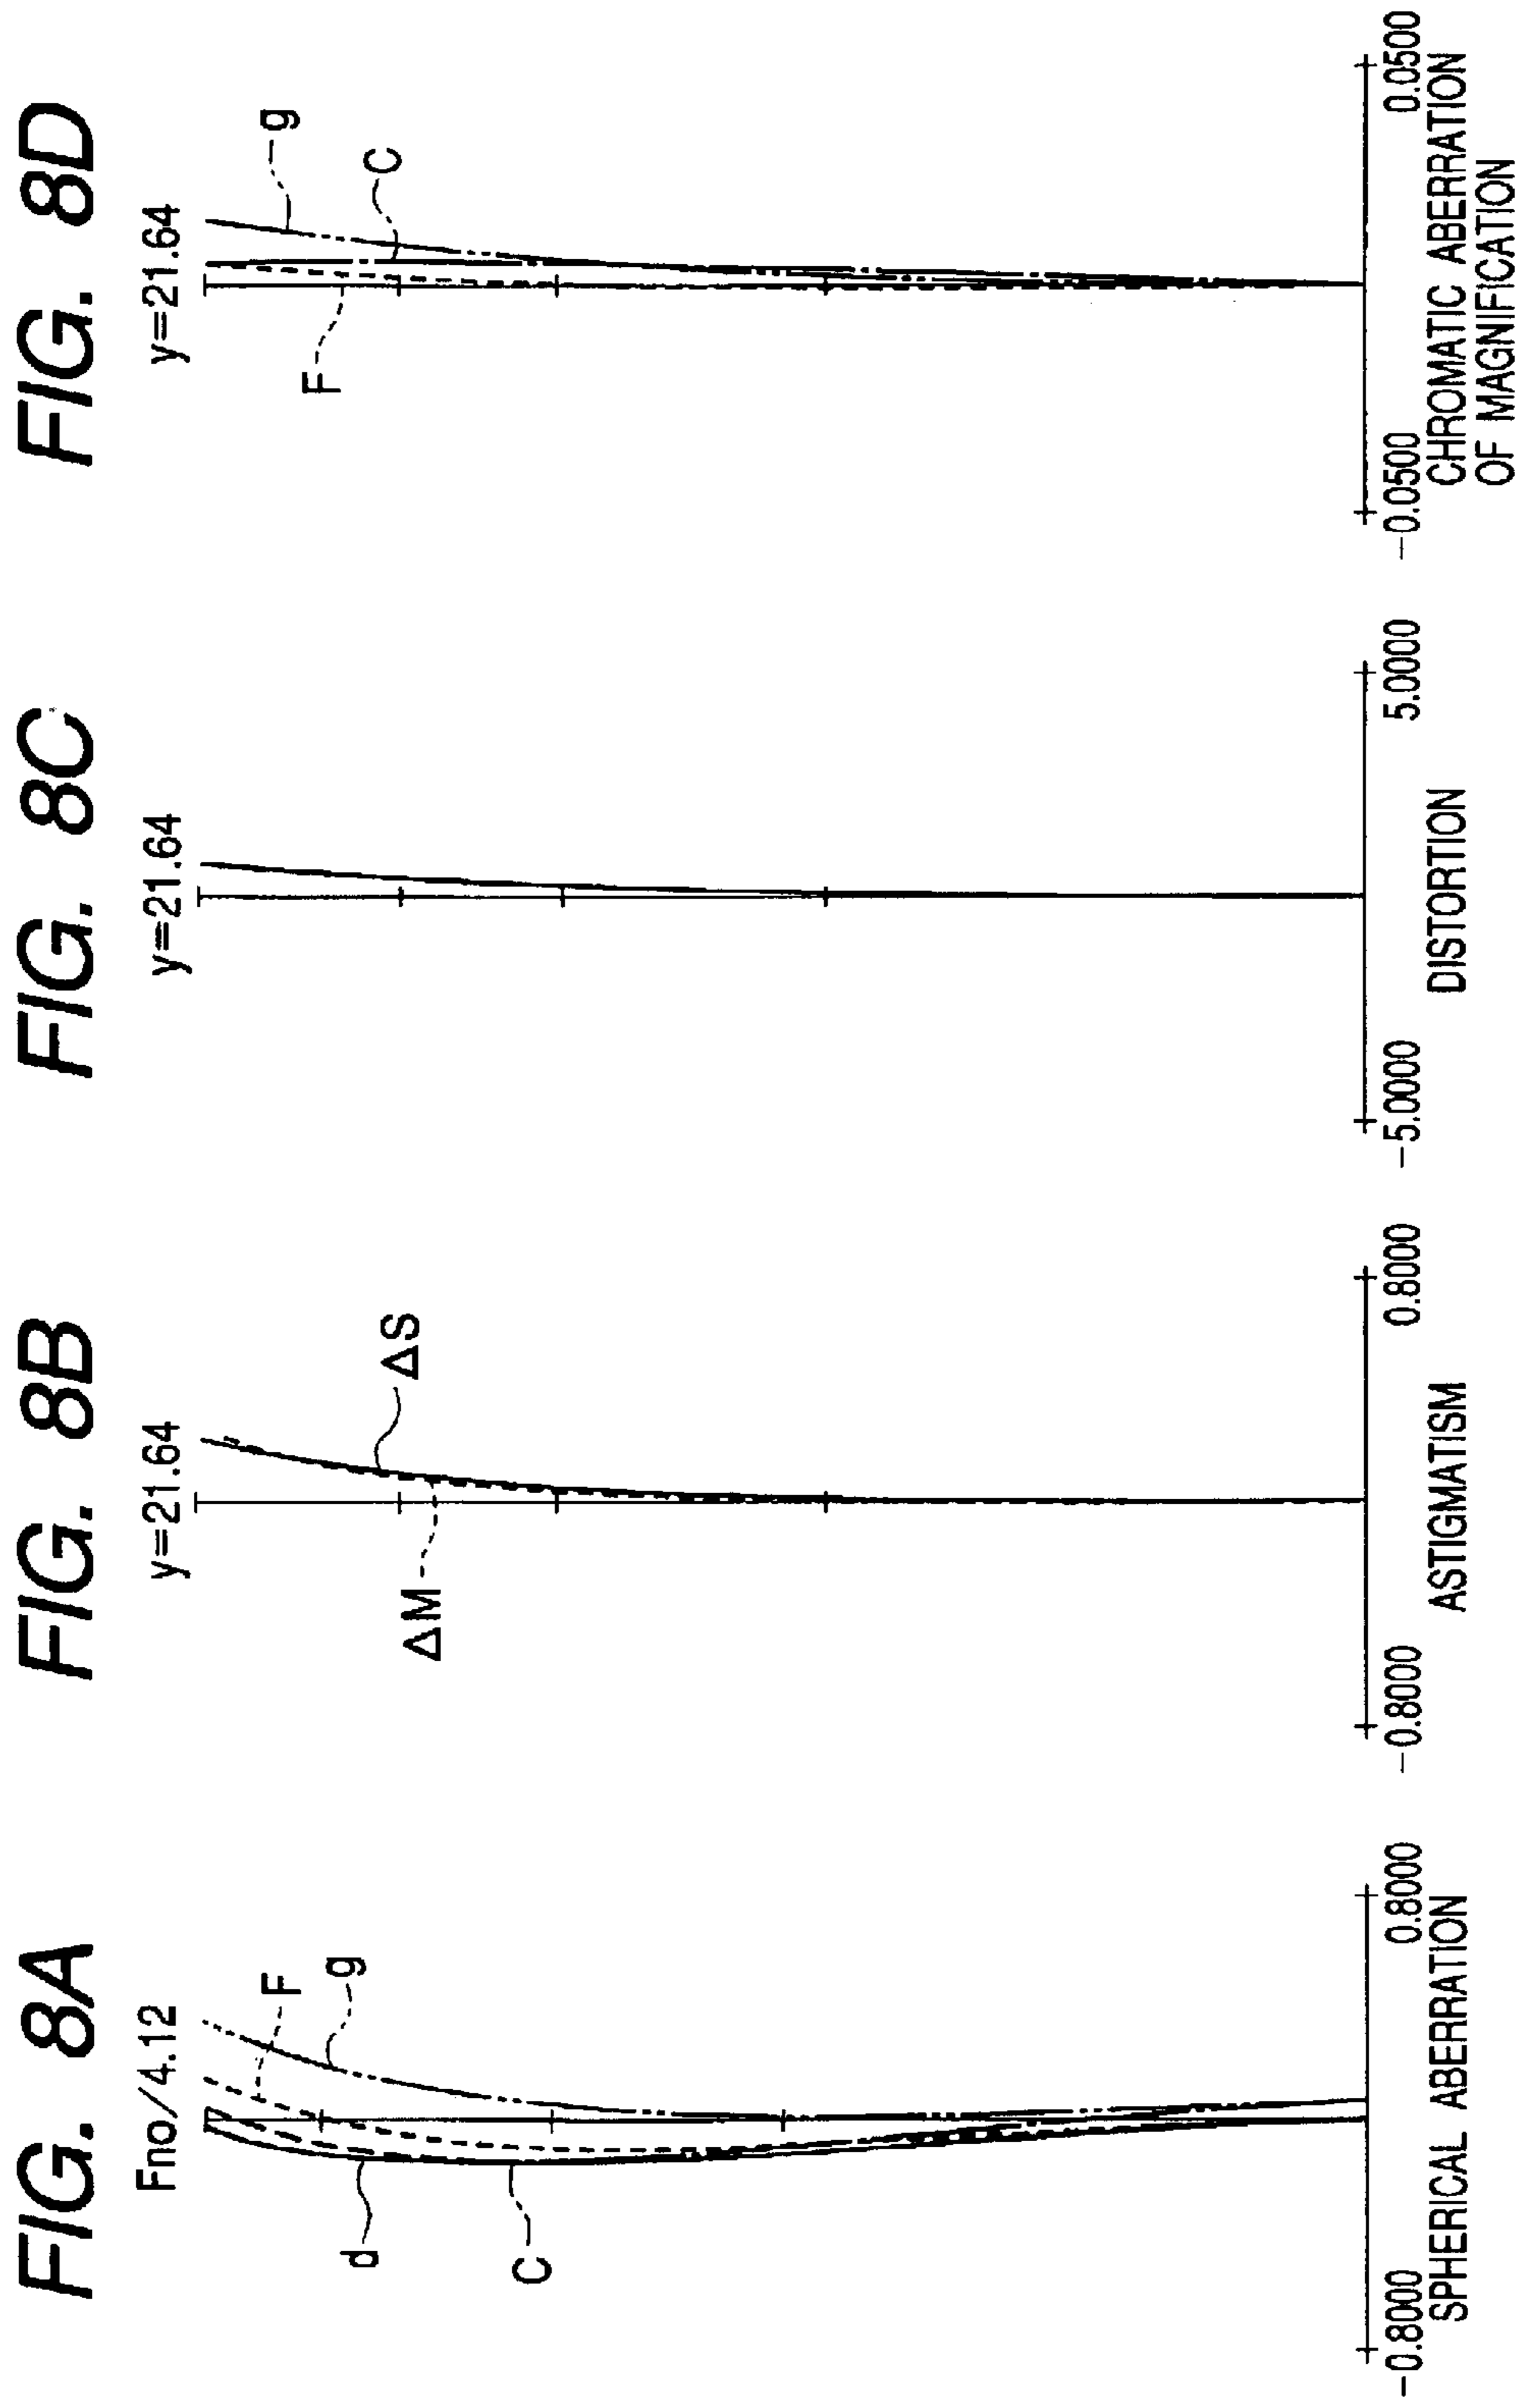 FIG. 8A
Fno/4.12
F
g
d
C
-0.8000
0.8000
SPHERICAL ABERRATION
FIG. 8B
y=21.64
ΔS
ΔM
-0.8000
0.8000
ASTIGMATISM
FIG. 8C
y=21.64
-5.0000
5.0000
DISTORTION
FIG. 8D
y=21.64
g
C
F
-0.0500
0.0500
CHROMATIC ABERRATION
OF MAGNIFICATION